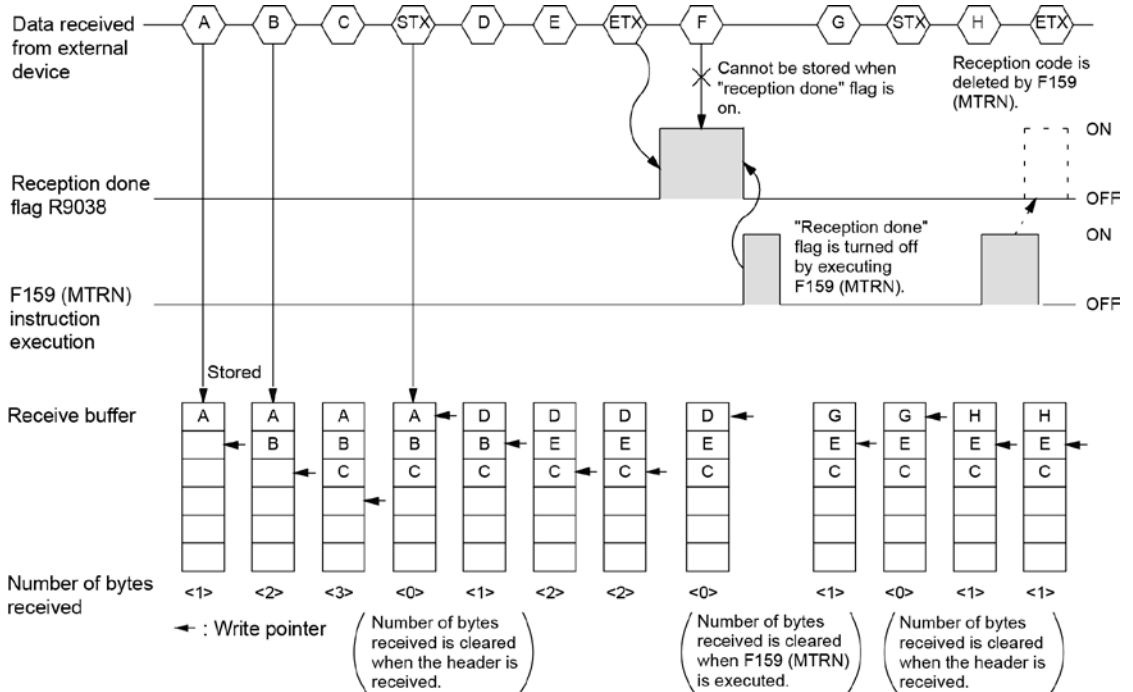 Data received
from external
device
A B C STX D E ETX F G STX H ETX
Cannot be stored when
"reception done" flag is
on.
Reception code is
deleted by F159
(MTRN).
ON
Reception done
flag R9038
OFF
"Reception done"
flag is turned off
by executing
F159 (MTRN).
ON
F159 (MTRN)
instruction
execution
OFF
Stored
Receive buffer
A A A A D D D D G G H H
B B B B E E E E E E E
C C C C C C C C C C
Number of bytes
received
<1> <2> <3> <0> <1> <2> <2> <0> <1> <0> <1> <1>
: Write pointer
Number of bytes
received is cleared
when the header is
received.
Number of bytes
received is cleared
when F159 (MTRN)
is executed.
Number of bytes
received is cleared
when the header is
received.